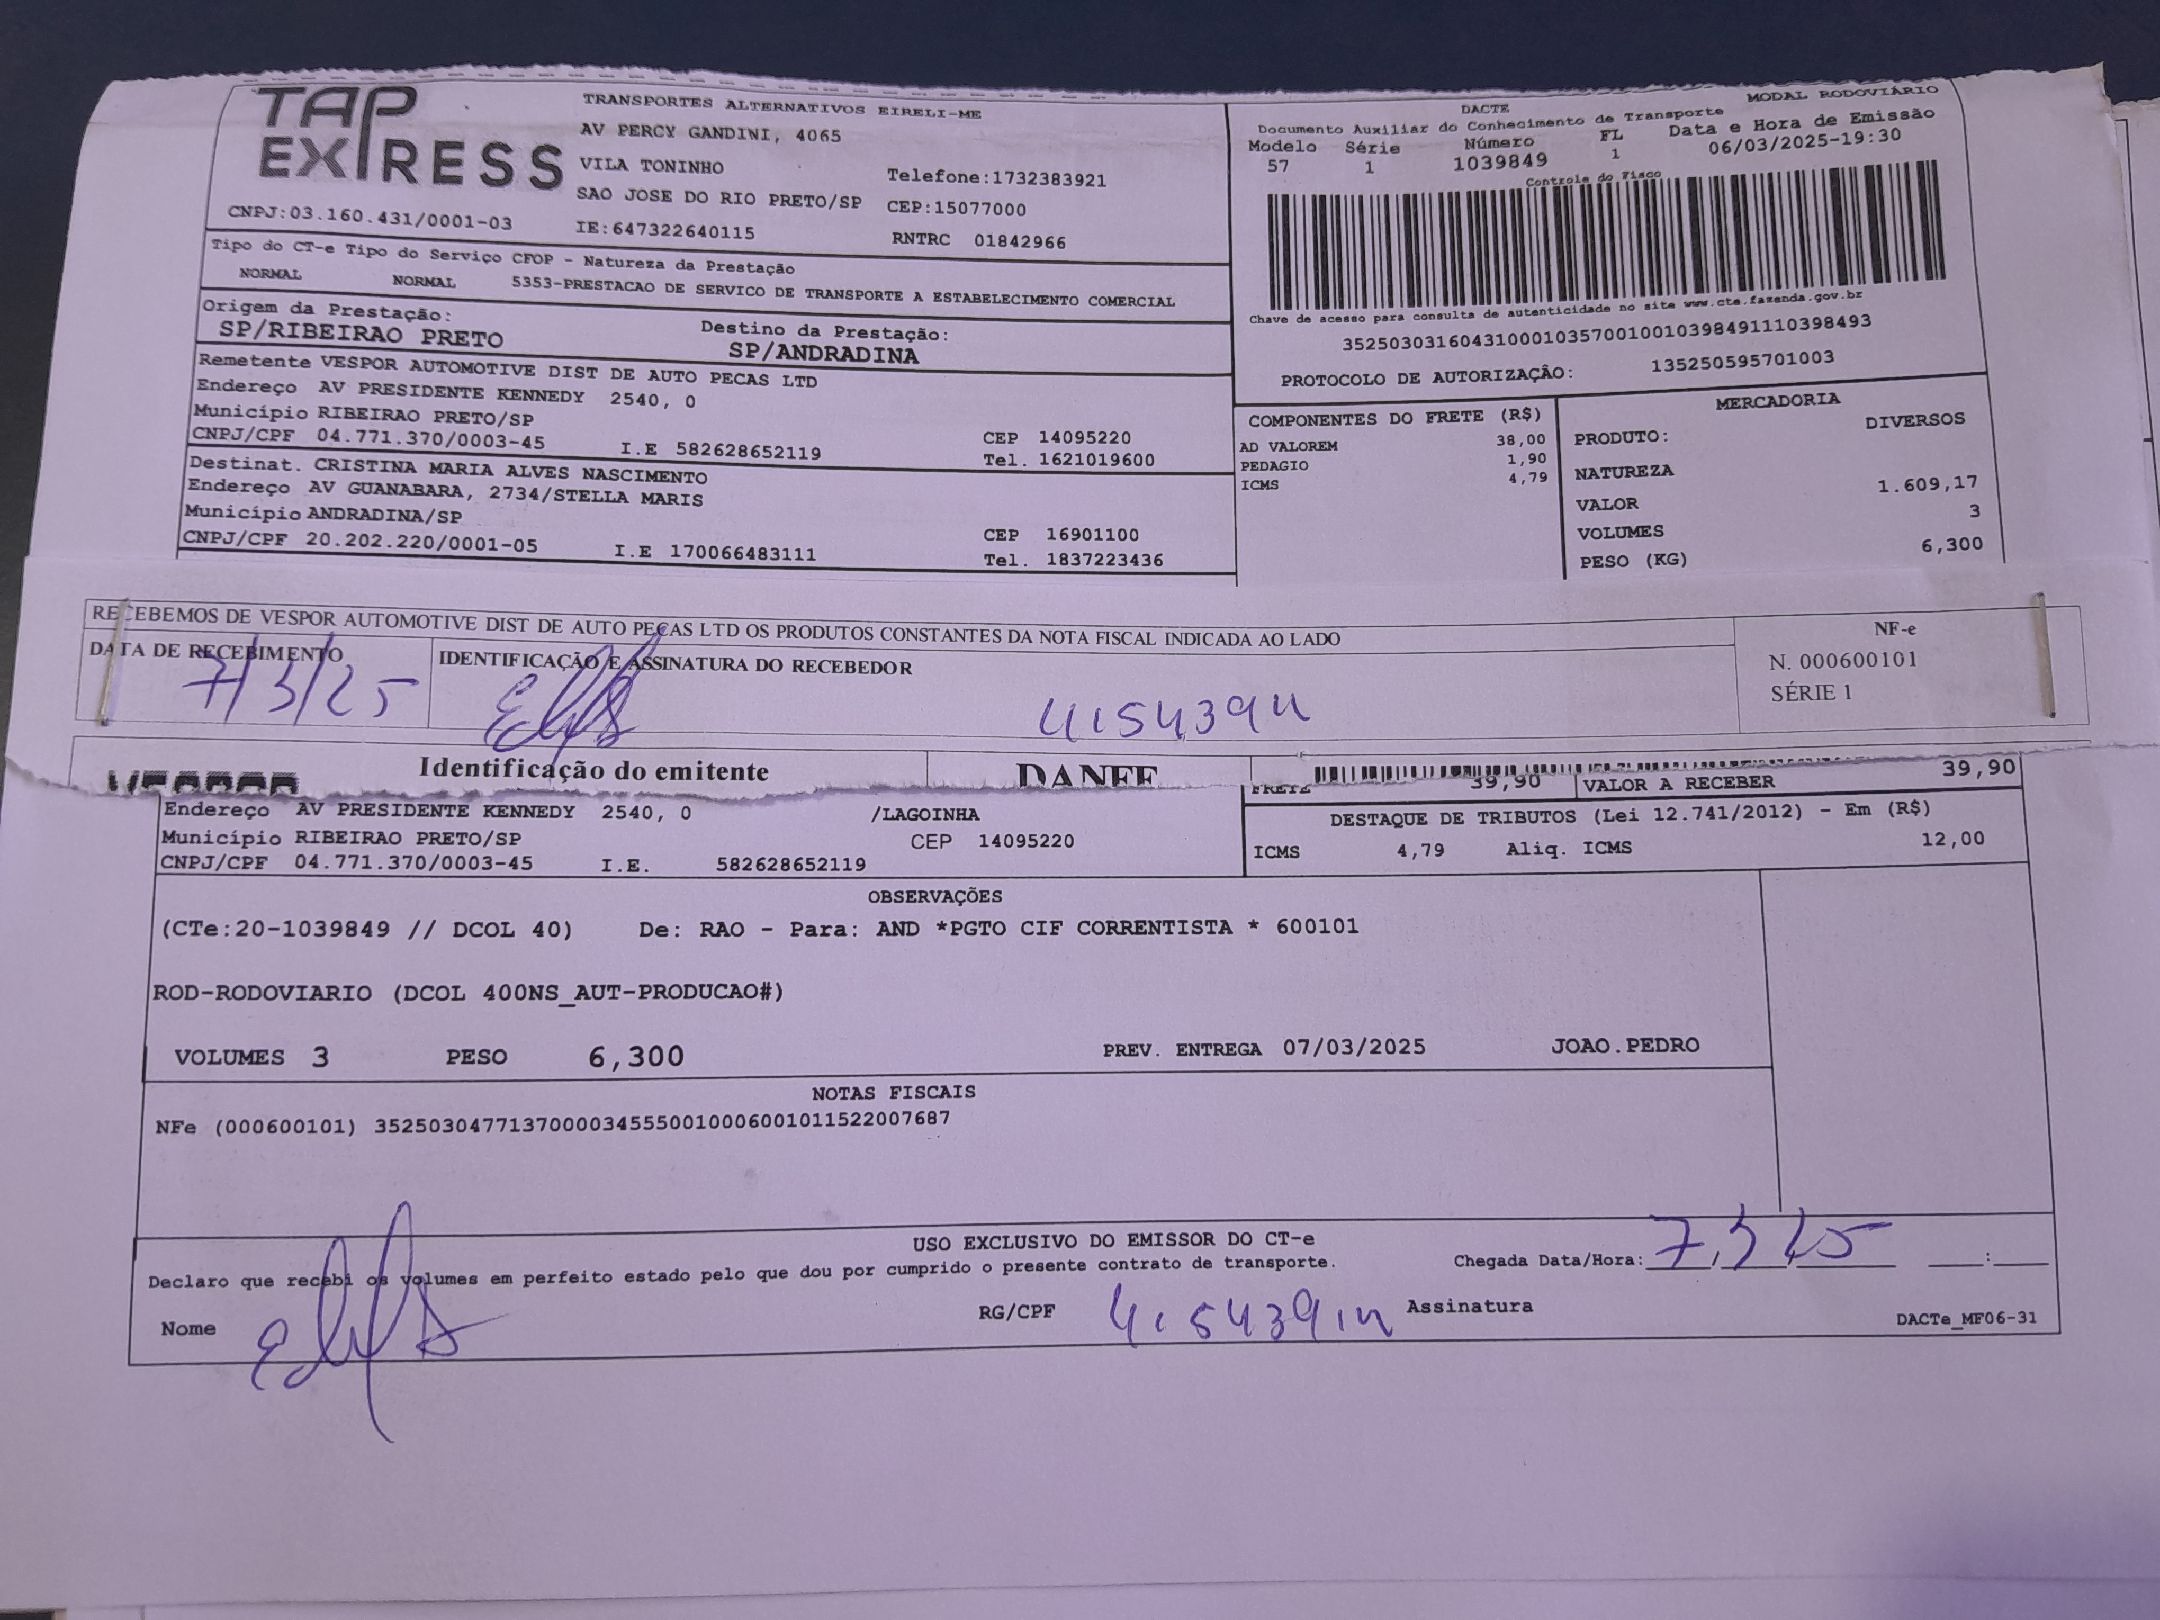 TAP EXPRESS
TRANSPORTES ALTERNATIVOS EIRELI-ME
AV PERCY GANDINI, 4065
VILA TONINHO
Telefone:1732383921
SAO JOSE DO RIO PRETO/SP CEP:15077000
CNPJ:03.160.431/0001-03 IE:647322640115 RNTRC 01842966
DACTE MODAL RODOVIÁRIO
Documento Auxiliar do Conhecimento de Transporte
Modelo Série Número FL Data e Hora de Emissão
57 1 1039849 1 06/03/2025-19:30
Controle do Fisco
Chave de acesso para consulta de autenticidade no site www.cte.fazenda.gov.br
35250303160431000103570010010398491110398493
PROTOCOLO DE AUTORIZAÇÃO: 135250595701003
Tipo do CT-e Tipo do Serviço CFOP - Natureza da Prestação
NORMAL NORMAL 5353-PRESTACAO DE SERVICO DE TRANSPORTE A ESTABELECIMENTO COMERCIAL
Origem da Prestação: Destino da Prestação:
SP/RIBEIRAO PRETO SP/ANDRADINA
Remetente VESPOR AUTOMOTIVE DIST DE AUTO PECAS LTD
Endereço AV PRESIDENTE KENNEDY 2540, 0
Município RIBEIRAO PRETO/SP CEP 14095220
CNPJ/CPF 04.771.370/0003-45 I.E 582628652119 Tel. 1621019600
Destinat. CRISTINA MARIA ALVES NASCIMENTO
Endereço AV GUANABARA, 2734/STELLA MARIS
Município ANDRADINA/SP CEP 16901100
CNPJ/CPF 20.202.220/0001-05 I.E 170066483111 Tel. 1837223436
COMPONENTES DO FRETE (R$)
AD VALOREM 38,00
PEDAGIO 1,90
ICMS 4,79
MERCADORIA
PRODUTO: DIVERSOS
NATUREZA
VALOR 1.609,17
VOLUMES 3
PESO (KG) 6,300
RECEBEMOS DE VESPOR AUTOMOTIVE DIST DE AUTO PEÇAS LTD OS PRODUTOS CONSTANTES DA NOTA FISCAL INDICADA AO LADO
DATA DE RECEBIMENTO IDENTIFICAÇÃO E ASSINATURA DO RECEBEDOR
7/3/25
NF-e
N. 000600101
SÉRIE 1
Identificação do emitente DANFE
FRETE 39,90 VALOR A RECEBER 39,90
Endereço AV PRESIDENTE KENNEDY 2540, 0 /LAGOINHA
Município RIBEIRAO PRETO/SP CEP 14095220
CNPJ/CPF 04.771.370/0003-45 I.E. 582628652119
DESTAQUE DE TRIBUTOS (Lei 12.741/2012) - Em (R$)
ICMS 4,79 Aliq. ICMS 12,00
OBSERVAÇÕES
(CTe:20-1039849 // DCOL 40) De: RAO - Para: AND *PGTO CIF CORRENTISTA * 600101
ROD-RODOVIARIO (DCOL 400NS_AUT-PRODUCAO#)
VOLUMES 3 PESO 6,300 PREV. ENTREGA 07/03/2025 JOAO.PEDRO
NOTAS FISCAIS
NFe (000600101) 35250304771370000345550010006001011522007687
USO EXCLUSIVO DO EMISSOR DO CT-e
Declaro que recebi os volumes em perfeito estado pelo que dou por cumprido o presente contrato de transporte. Chegada Data/Hora: 7/3/25
Nome RG/CPF Assinatura
DACTe_MF06-31